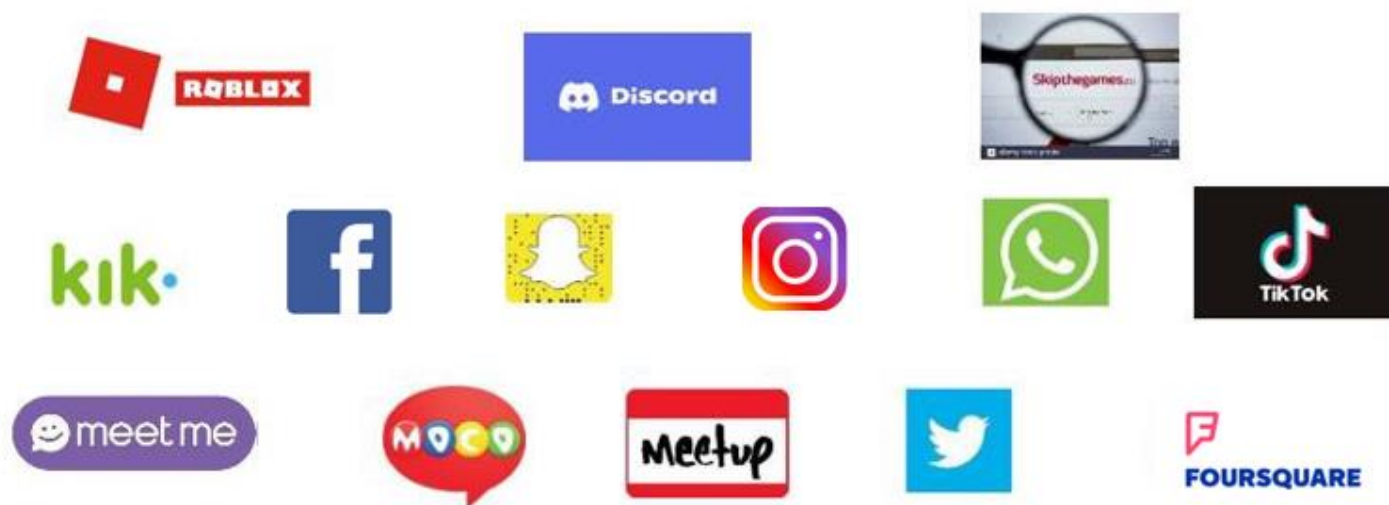 ROBLOX
Discord
Skipthegames
kik
f
TikTok
meetme
MOCO
meetup
FOURSQUARE